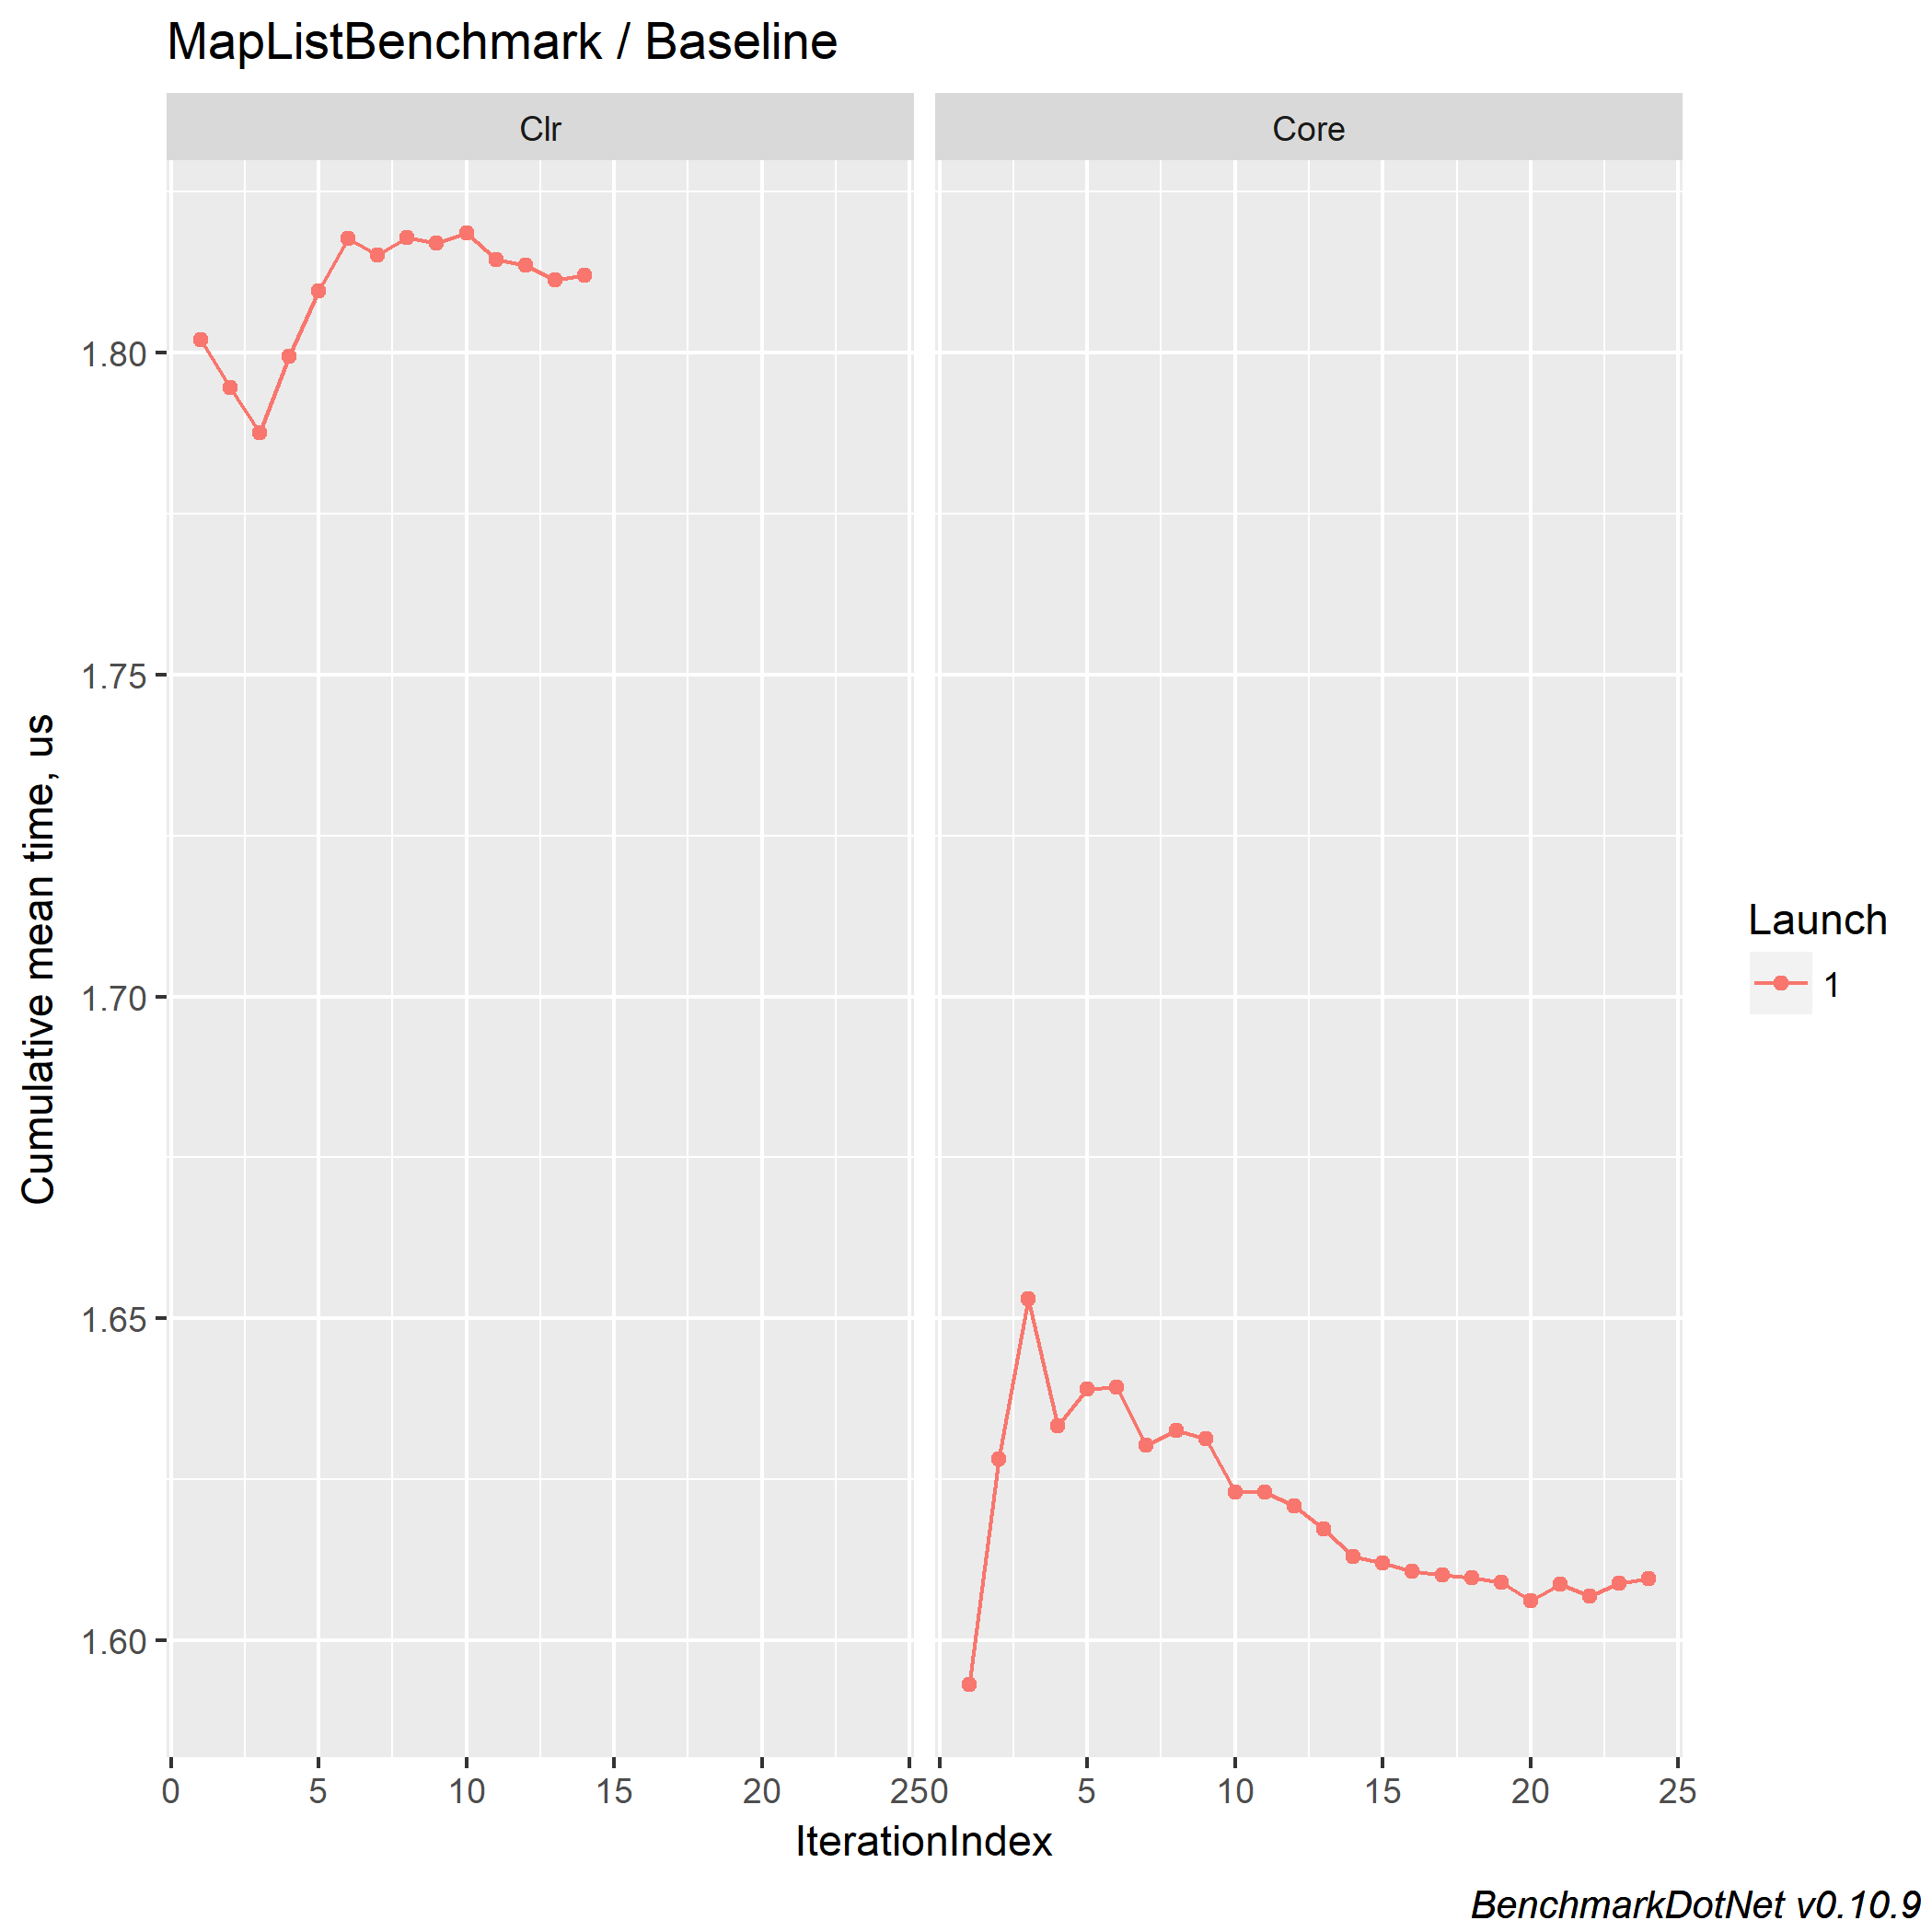 MapListBenchmark / Baseline
Clr
Core
1.80
1.75
1.70
1.65
1.60
Cumulative mean time, us
0 5 10 15 20 25 0 5 10 15 20 25
IterationIndex
Launch
1
BenchmarkDotNet v0.10.9